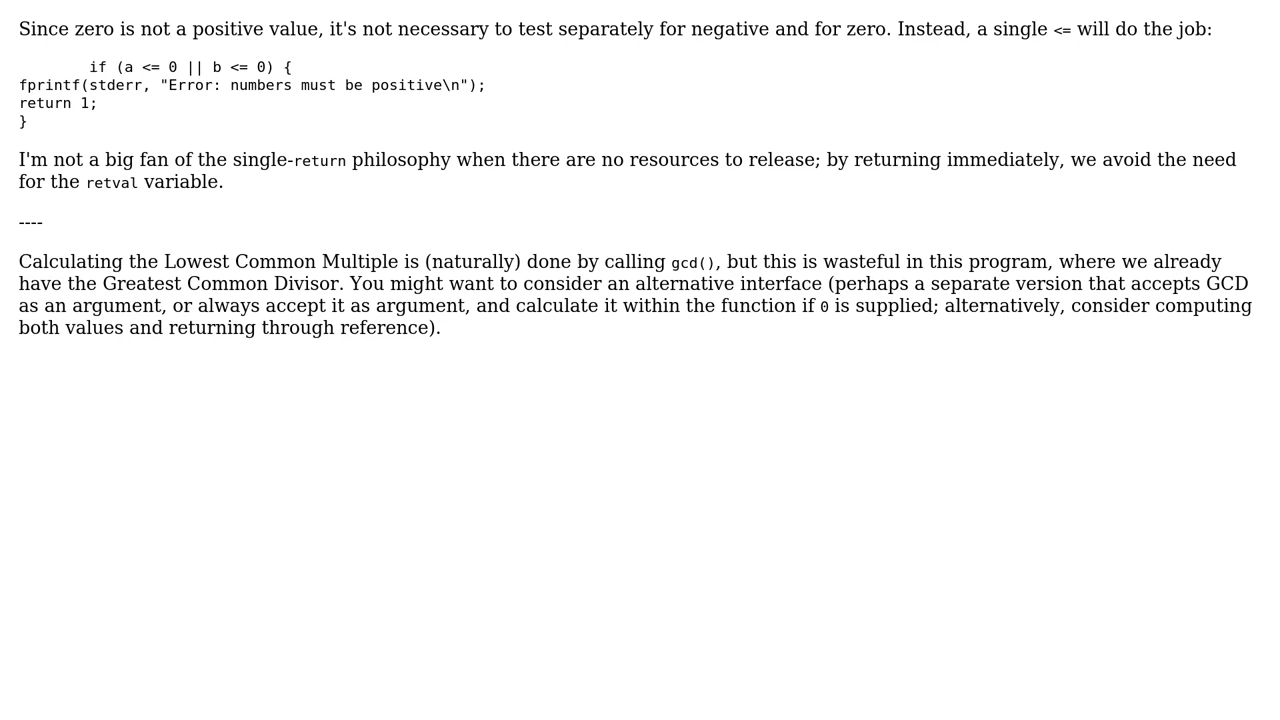 Since zero is not a positive value, it's not necessary to test separately for negative and for zero. Instead, a single <= will do the job:
        if (a <= 0 || b <= 0) {
fprintf(stderr, "Error: numbers must be positive\n");
return 1;
}
I'm not a big fan of the single-return philosophy when there are no resources to release; by returning immediately, we avoid the need
for the retval variable.
----
Calculating the Lowest Common Multiple is (naturally) done by calling gcd(), but this is wasteful in this program, where we already
have the Greatest Common Divisor. You might want to consider an alternative interface (perhaps a separate version that accepts GCD
as an argument, or always accept it as argument, and calculate it within the function if 0 is supplied; alternatively, consider computing
both values and returning through reference).